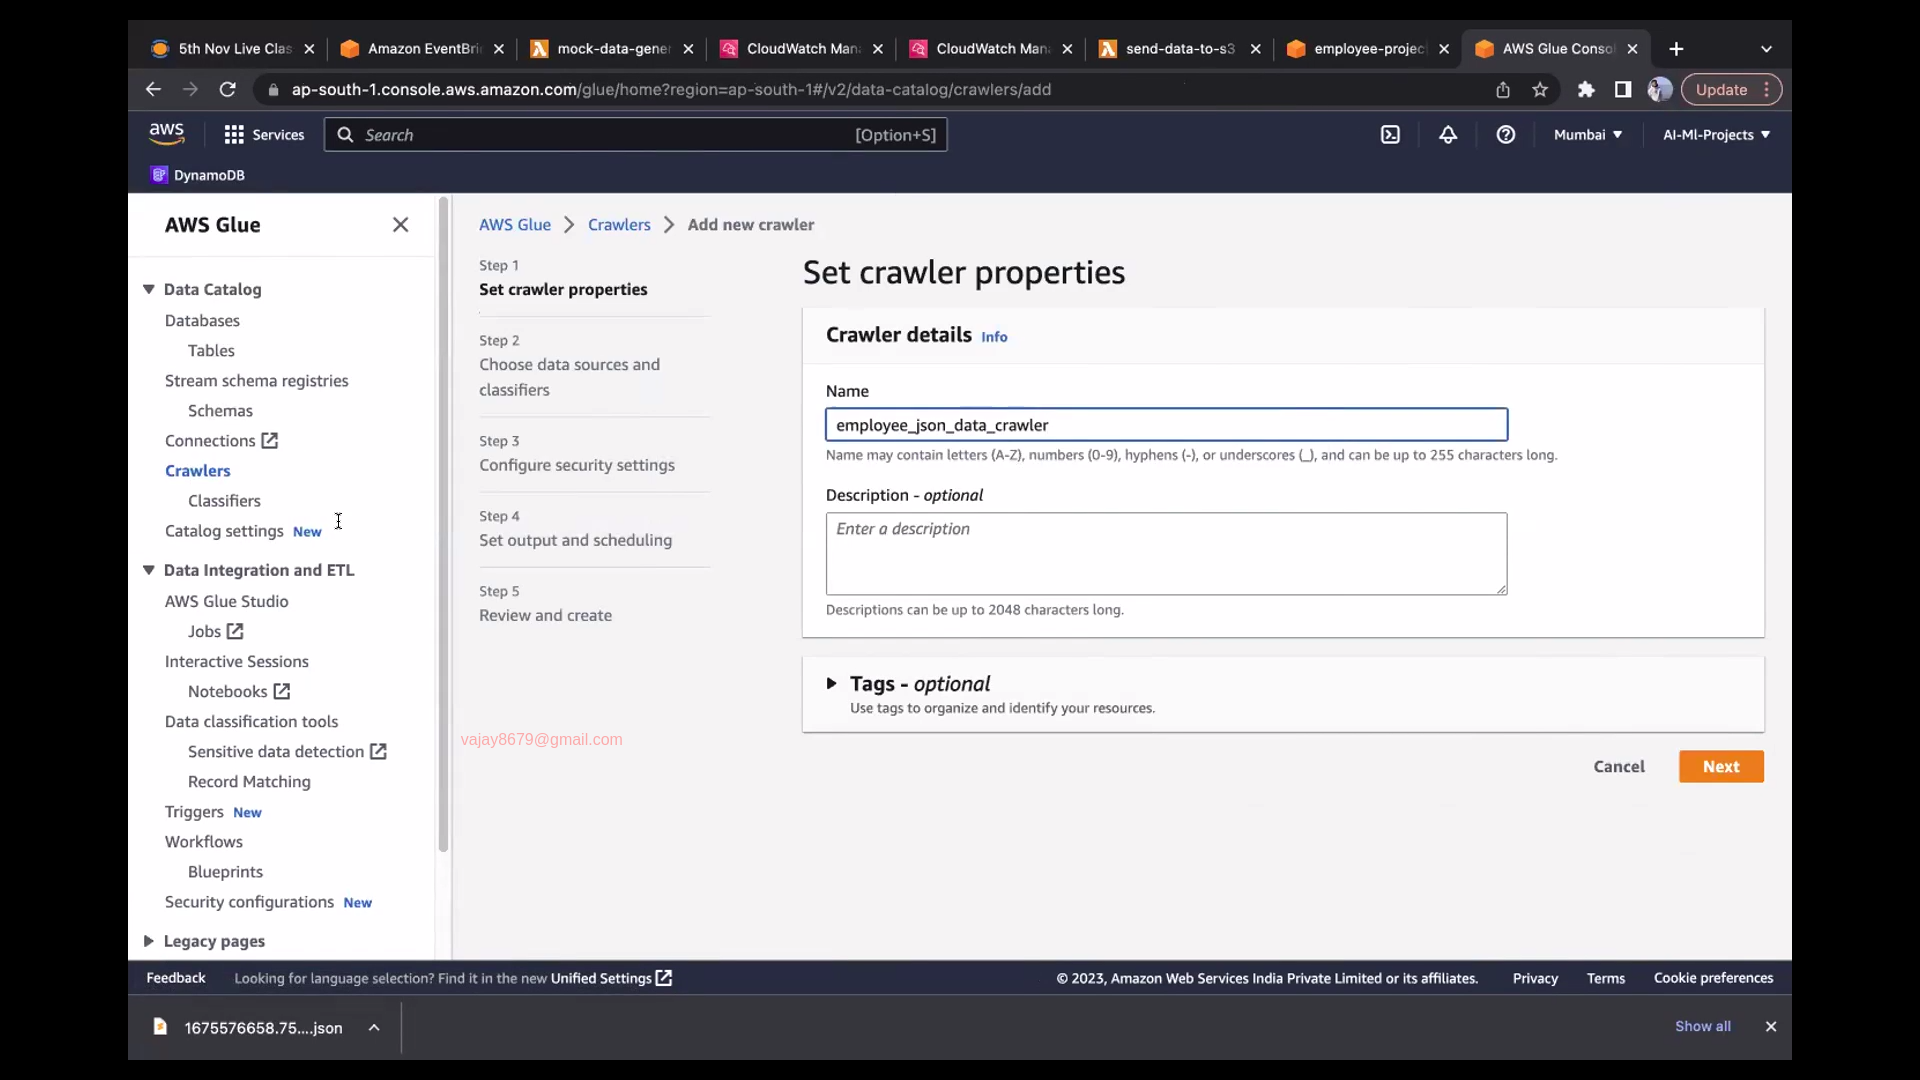 5th Nov Live Clas
Amazon EventBri
mock-data-gene
CloudWatch Man
CloudWatch Man
send-data-to-s3
employee-projec
AWS Glue Conso
ap-south-1.console.aws.amazon.com/glue/home?region=ap-south-1#/v2/data-catalog/crawlers/add
Update
aws
Services
Search
[Option+S]
Mumbai
AI-Ml-Projects
DynamoDB
AWS Glue
Data Catalog
Databases
Tables
Stream schema registries
Schemas
Connections
Crawlers
Classifiers
Catalog settings New
Data Integration and ETL
AWS Glue Studio
Jobs
Interactive Sessions
Notebooks
Data classification tools
Sensitive data detection
Record Matching
Triggers New
Workflows
Blueprints
Security configurations New
Legacy pages
AWS Glue
Crawlers
Add new crawler
Step 1
Set crawler properties
Step 2
Choose data sources and
classifiers
Step 3
Configure security settings
Step 4
Set output and scheduling
Step 5
Review and create
vajay8679@gmail.com
Set crawler properties
Crawler details Info
Name
employee_json_data_crawler
Name may contain letters (A-Z), numbers (0-9), hyphens (-), or underscores (_), and can be up to 255 characters long.
Description - optional
Enter a description
Descriptions can be up to 2048 characters long.
Tags - optional
Use tags to organize and identify your resources.
Cancel
Next
Feedback
Looking for language selection? Find it in the new Unified Settings
© 2023, Amazon Web Services India Private Limited or its affiliates.
Privacy
Terms
Cookie preferences
1675576658.75....json
Show all